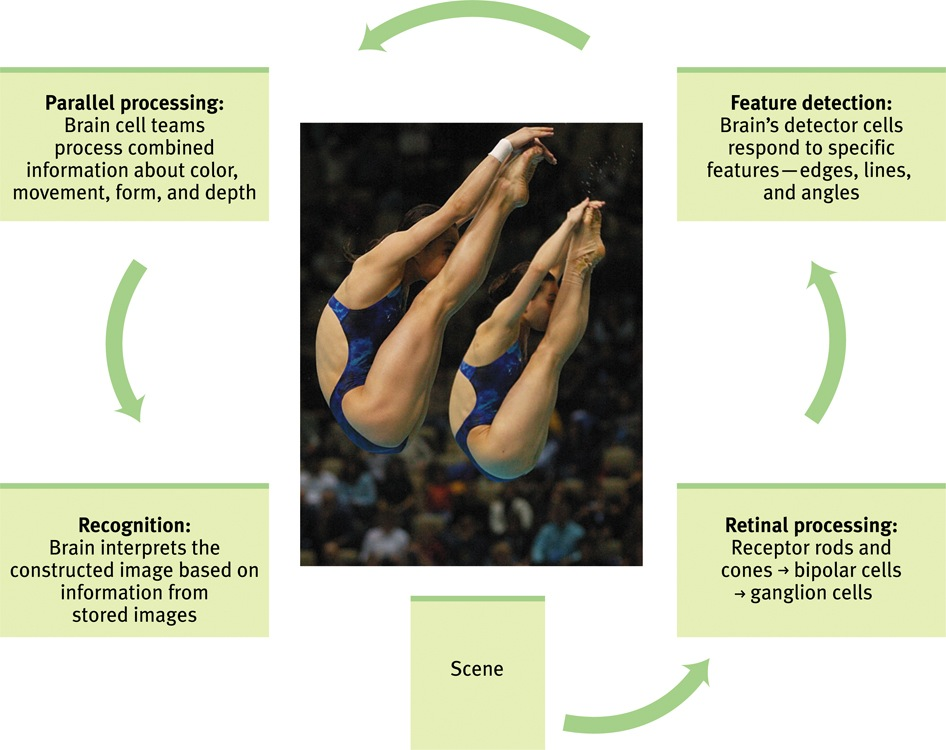 Parallel processing:
Brain cell teams
process combined
information about color,
movement, form, and depth
Feature detection:
Brain’s detector cells
respond to specific
features—edges, lines,
and angles
Recognition:
Brain interprets the
constructed image based on
information from
stored images
Retinal processing:
Receptor rods and
cones → bipolar cells
→ ganglion cells
Scene